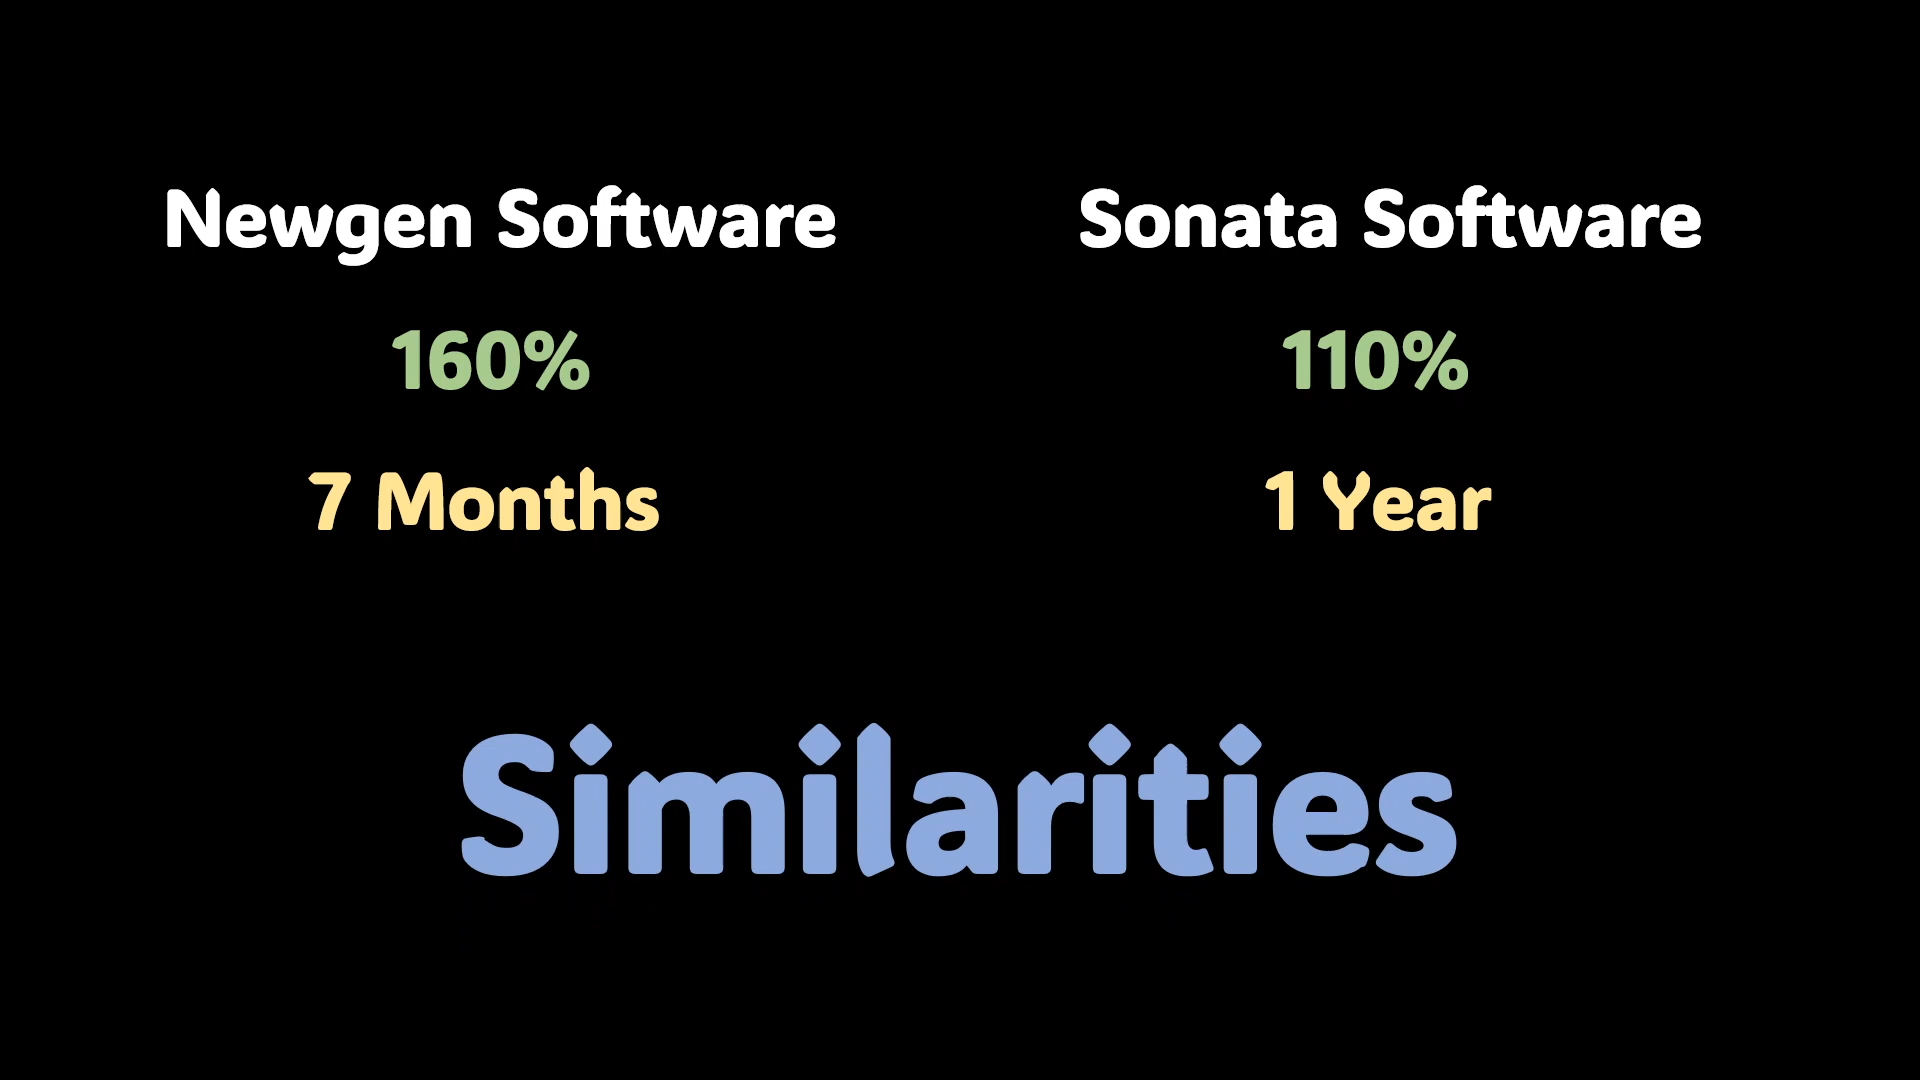 Newgen Software
Sonata Software
160%
110%
7 Months
1 Year
Similarities